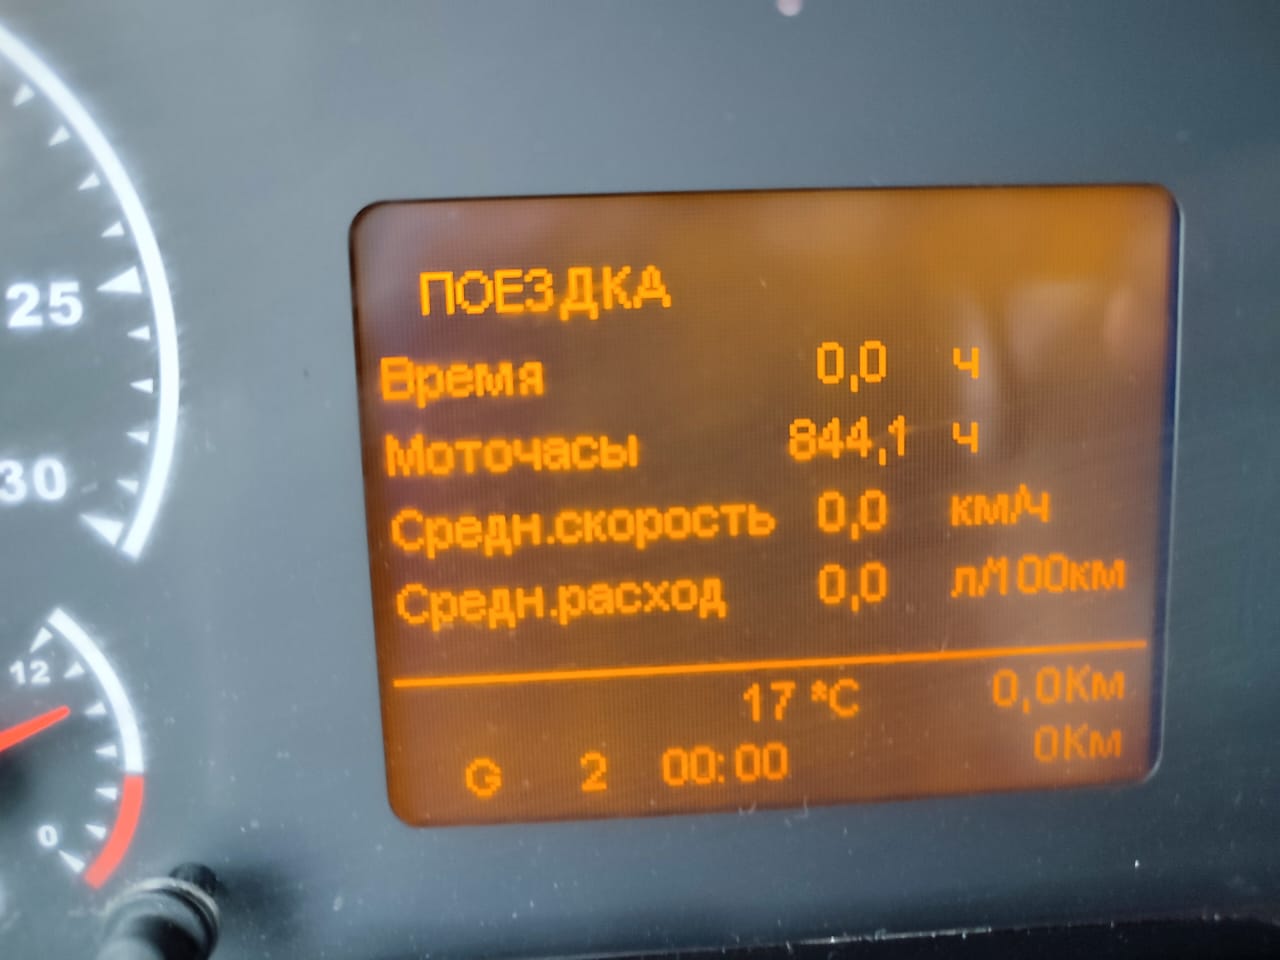 25
30
12
0
ПОЕЗДКА
Время 0,0 ч
Моточасы 844,1 ч
Средн.скорость 0,0 км/ч
Средн.расход 0,0 л/100км
17 *C 0,0Км
G 2 00:00 0Км